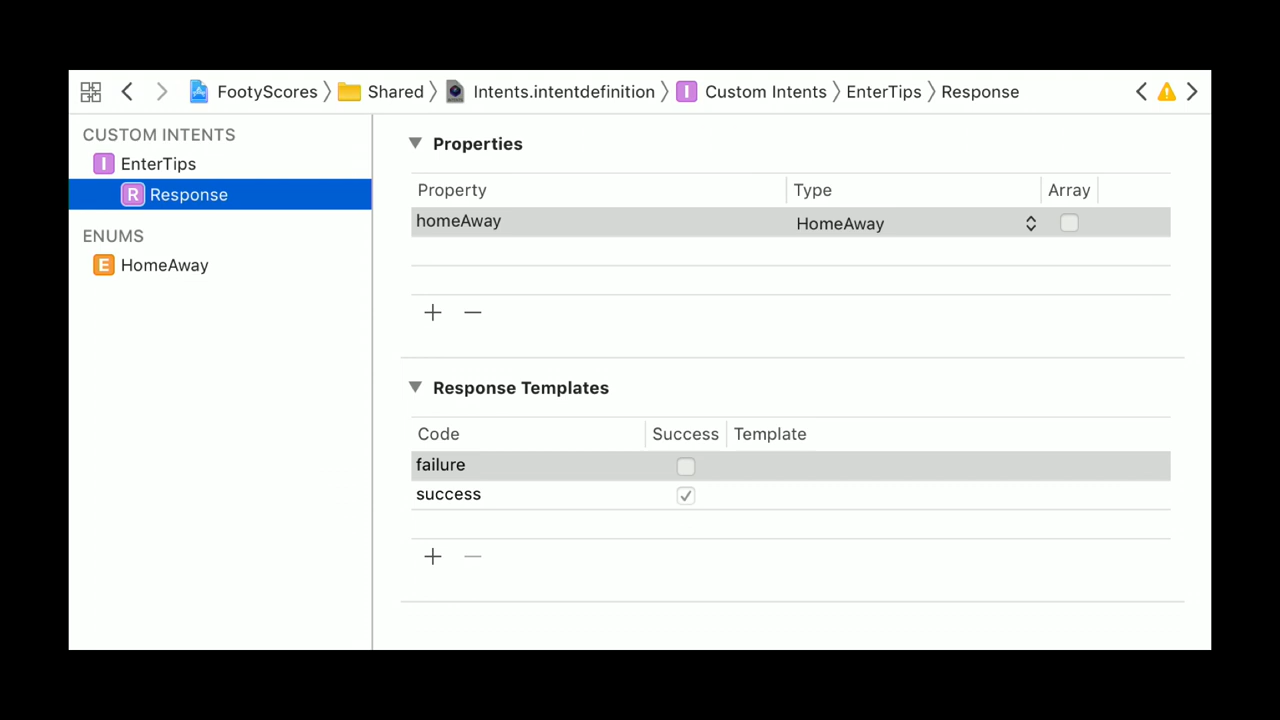 FootyScores 〉 Shared 〉 Intents.intentdefinition 〉 I Custom Intents 〉 EnterTips 〉 Response
CUSTOM INTENTS
I EnterTips
R Response
ENUMS
E HomeAway
Properties
Property Type Array
homeAway HomeAway
Response Templates
Code Success Template
failure
success